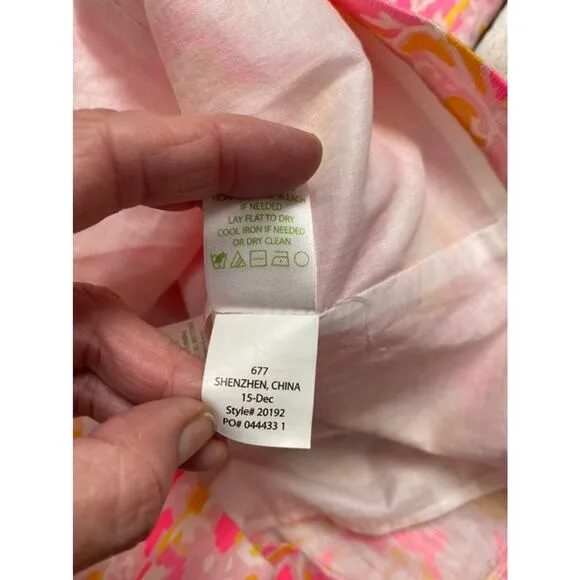 IF NEEDED
LAY FLAT TO DRY
COOL IRON IF NEEDED
OR DRY CLEAN
677
SHENZHEN, CHINA
15-Dec
Style# 20192
PO# 044433 1